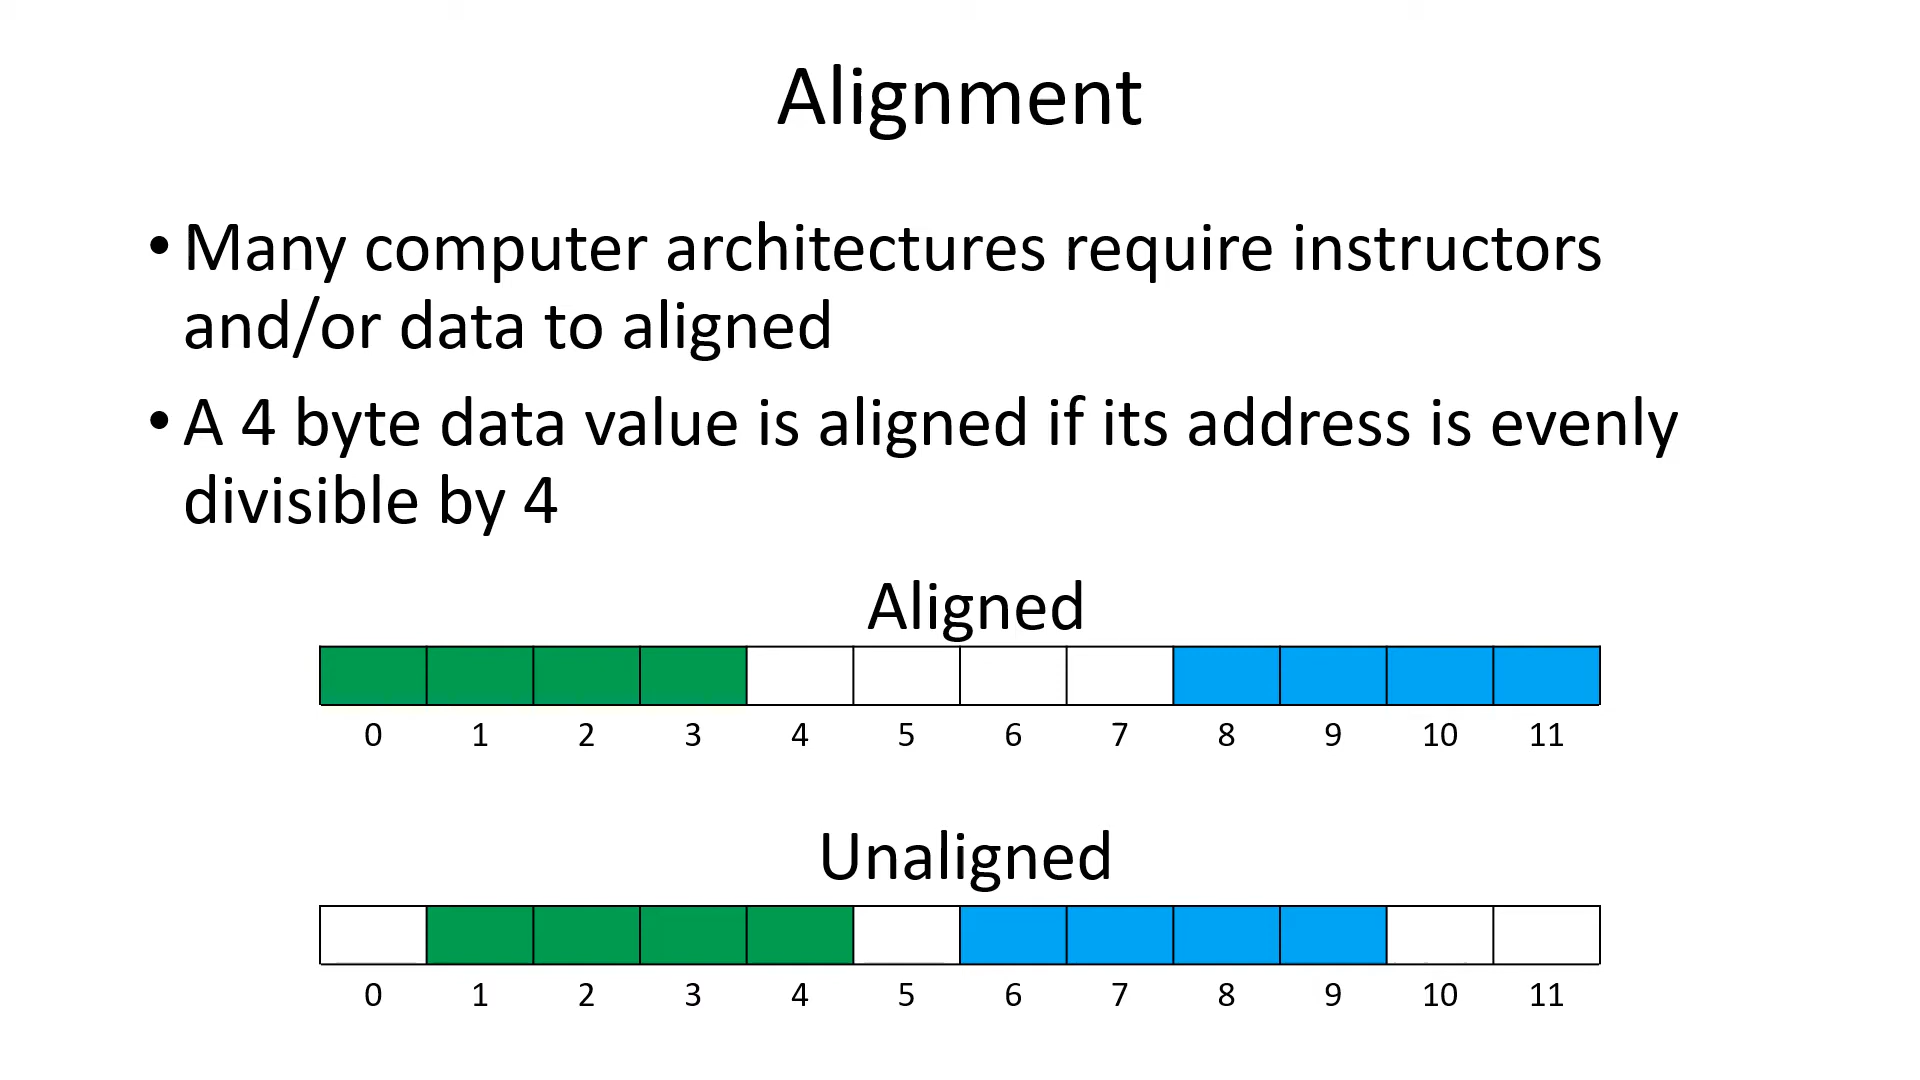 Alignment
• Many computer architectures require instructors
and/or data to aligned
• A 4 byte data value is aligned if its address is evenly
divisible by 4
Aligned
0 1 2 3 4 5 6 7 8 9 10 11
Unaligned
0 1 2 3 4 5 6 7 8 9 10 11